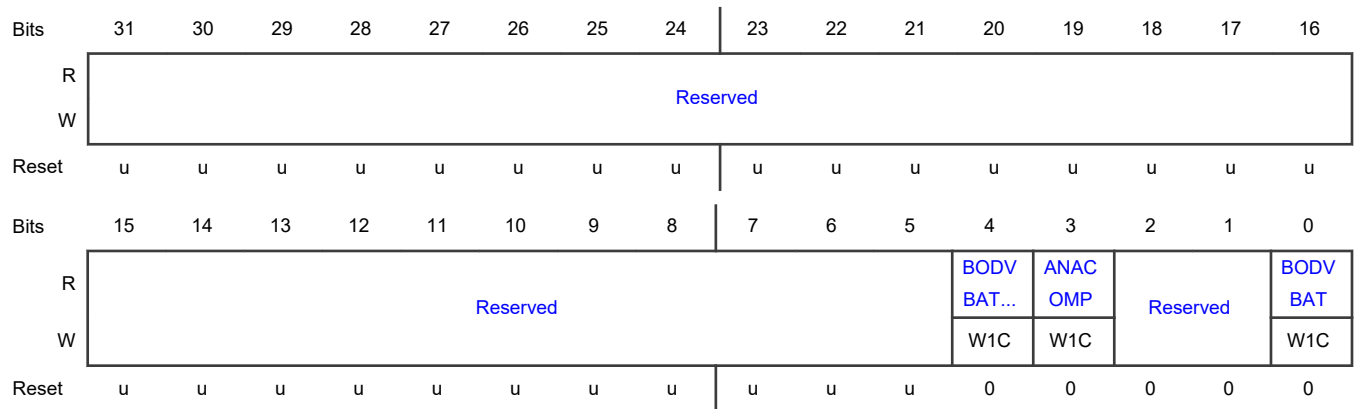 Bits 31 30 29 28 27 26 25 24 23 22 21 20 19 18 17 16
R
Reserved
W
Reset u u u u u u u u u u u u u u u u
Bits 15 14 13 12 11 10 9 8 7 6 5 4 3 2 1 0
R Reserved BODV BAT... ANAC OMP Reserved BODV BAT
W W1C W1C W1C
Reset u u u u u u u u u u u 0 0 0 0 0